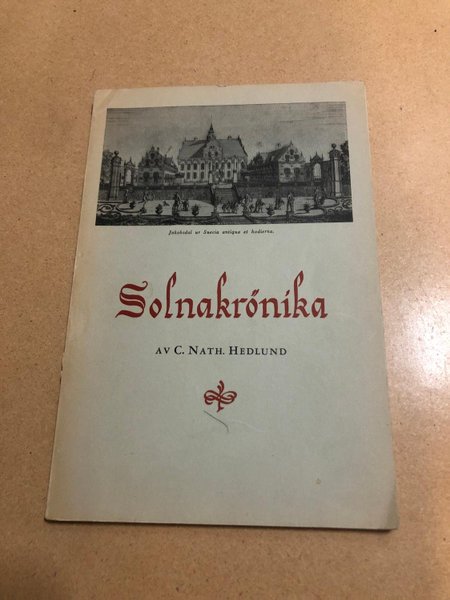 Jakobsdal ur Suecia antiqua et hodierna.
Solnakrönika
AV C. NATH. HEDLUND